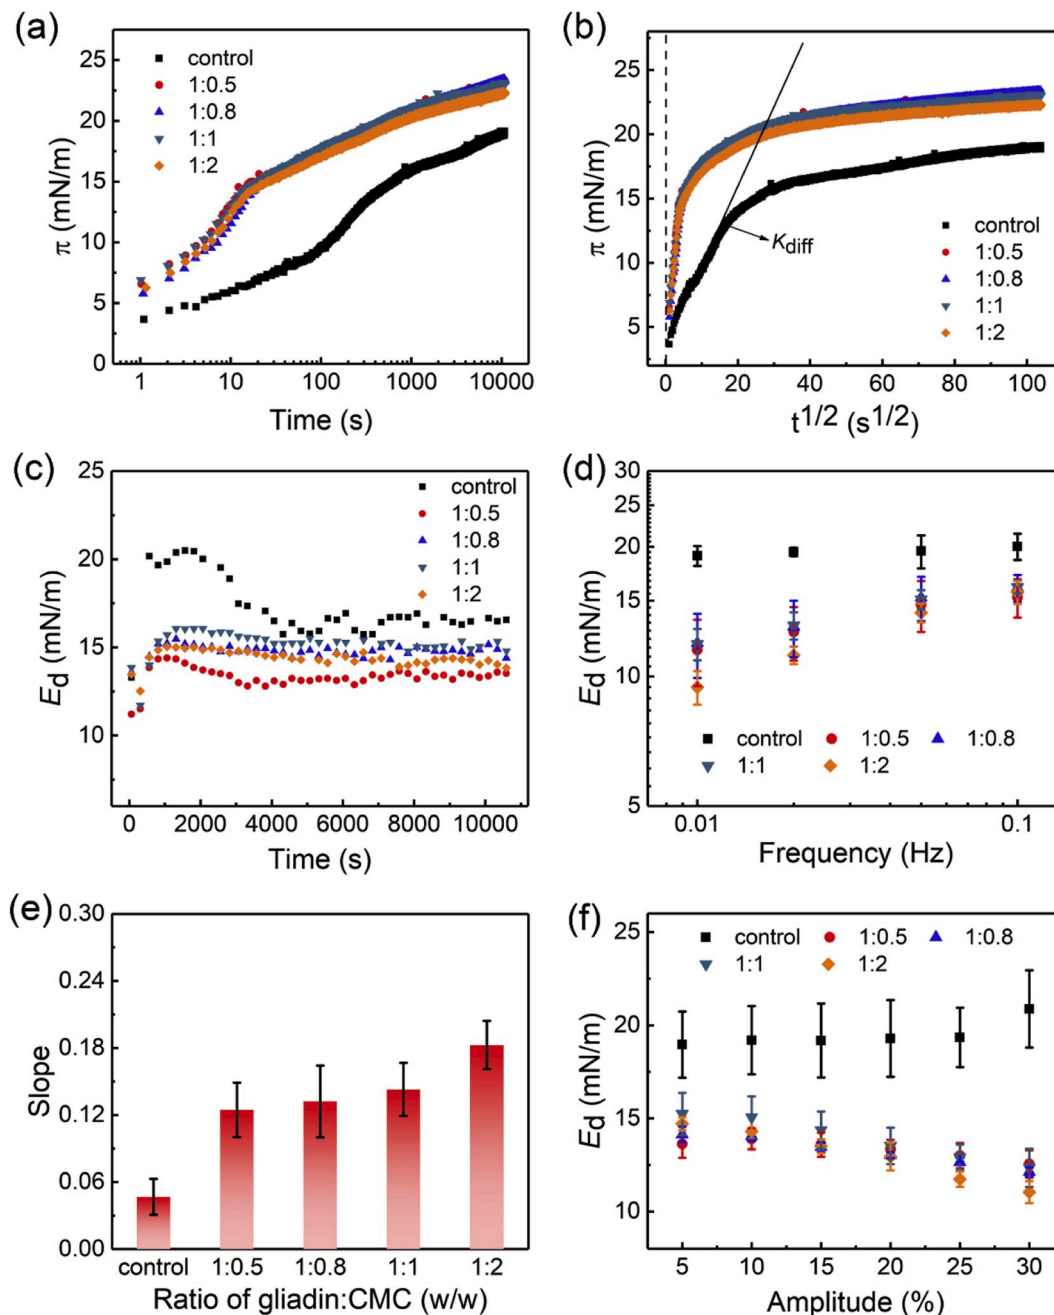 (a)
25
20
15
10
5
0
π (mN/m)
control
1:0.5
1:0.8
1:1
1:2
1 10 100 1000 10000
Time (s)
(b)
25
20
15
10
5
π (mN/m)
Kdiff
control
1:0.5
1:0.8
1:1
1:2
0 20 40 60 80 100
t1/2 (s1/2)
(c)
25
20
15
10
Ed (mN/m)
control
1:0.5
1:0.8
1:1
1:2
0 2000 4000 6000 8000 10000
Time (s)
(d)
30
25
20
15
10
5
Ed (mN/m)
control 1:0.5 1:0.8
1:1 1:2
0.01 0.1
Frequency (Hz)
(e)
0.30
0.24
0.18
0.12
0.06
0.00
Slope
control 1:0.5 1:0.8 1:1 1:2
Ratio of gliadin:CMC (w/w)
(f)
25
20
15
10
Ed (mN/m)
control 1:0.5 1:0.8
1:1 1:2
5 10 15 20 25 30
Amplitude (%)